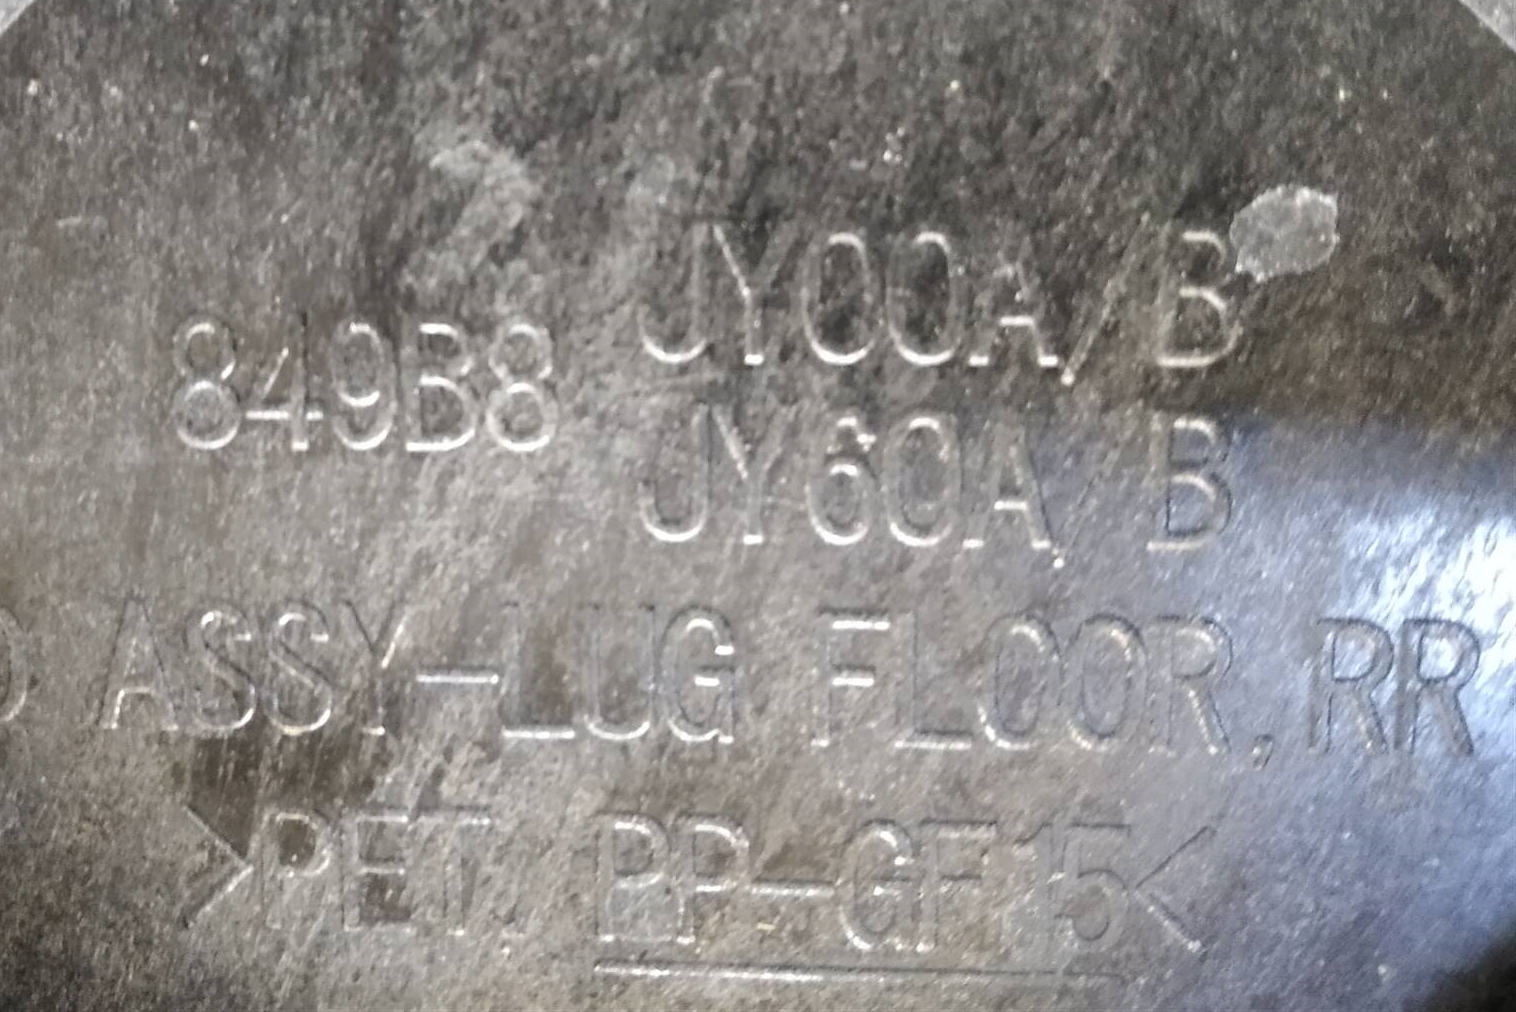 JY00A/B
849B8
JY60A/B
ASSY-LUG FLOOR, RR
>PET, PP-GF15<